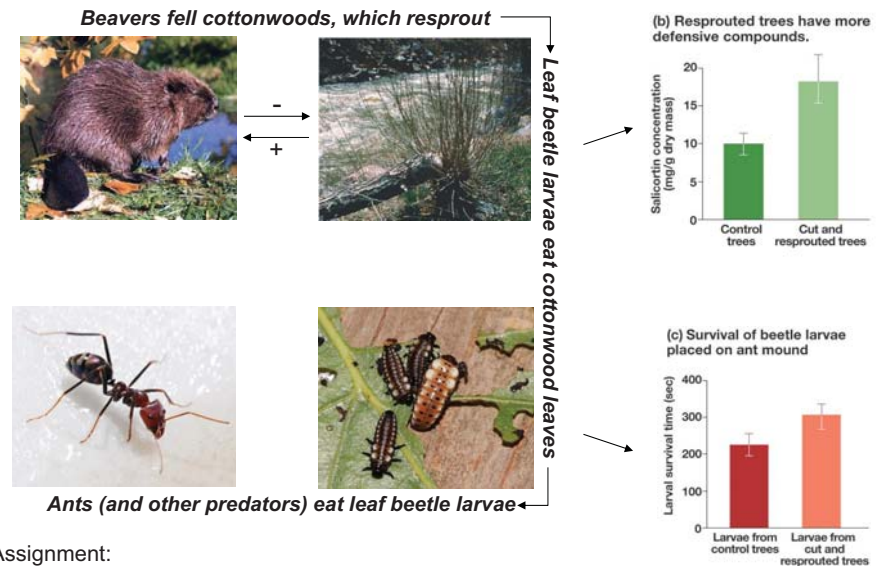 Beavers fell cottonwoods, which resprout
-
+
Leaf beetle larvae eat cottonwood leaves
Ants (and other predators) eat leaf beetle larvae
(b) Resprouted trees have more
defensive compounds.
Salicortin concentration
(mg/g dry mass)
20
15
10
5
0
Control
trees
Cut and
resprouted trees
(c) Survival of beetle larvae
placed on ant mound
Larval survival time (sec)
400
300
200
100
0
Larvae from
control trees
Larvae from
cut and
resprouted trees
Assignment: